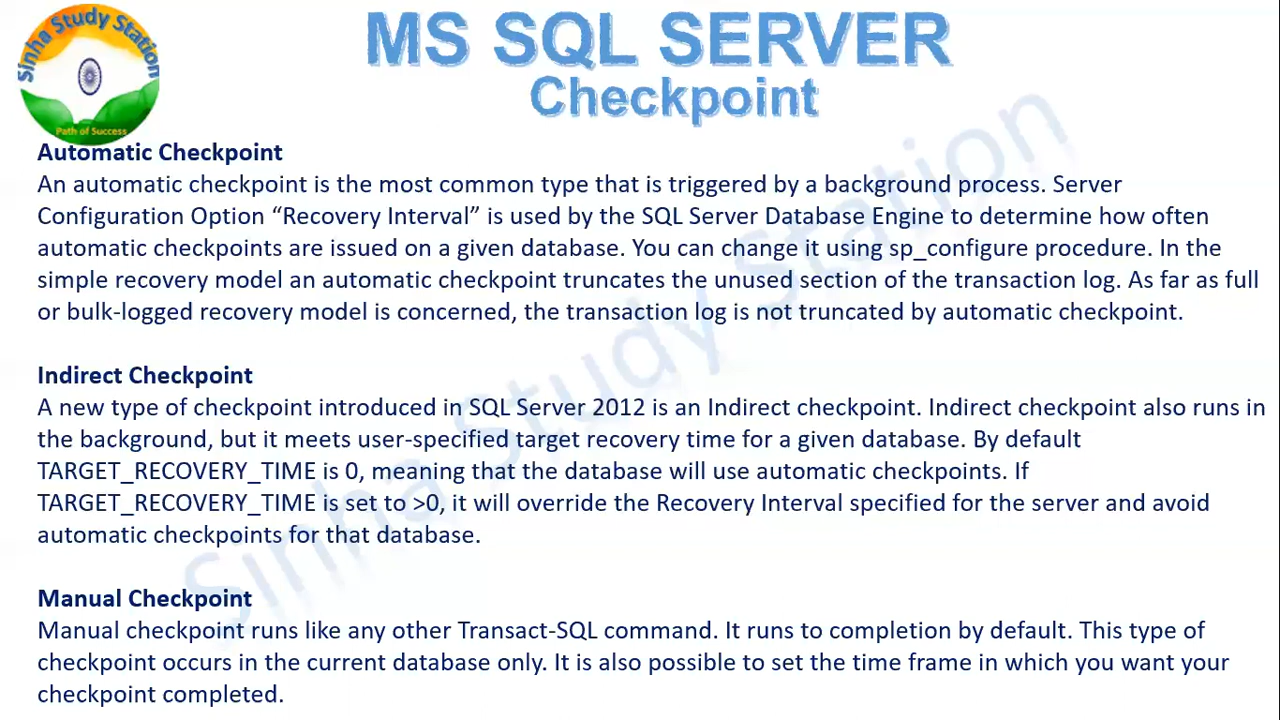 Sinha Study Station
Path of Success
MS SQL SERVER
Checkpoint
Automatic Checkpoint
An automatic checkpoint is the most common type that is triggered by a background process. Server
Configuration Option “Recovery Interval” is used by the SQL Server Database Engine to determine how often
automatic checkpoints are issued on a given database. You can change it using sp_configure procedure. In the
simple recovery model an automatic checkpoint truncates the unused section of the transaction log. As far as full
or bulk-logged recovery model is concerned, the transaction log is not truncated by automatic checkpoint.
Indirect Checkpoint
A new type of checkpoint introduced in SQL Server 2012 is an Indirect checkpoint. Indirect checkpoint also runs in
the background, but it meets user-specified target recovery time for a given database. By default
TARGET_RECOVERY_TIME is 0, meaning that the database will use automatic checkpoints. If
TARGET_RECOVERY_TIME is set to >0, it will override the Recovery Interval specified for the server and avoid
automatic checkpoints for that database.
Manual Checkpoint
Manual checkpoint runs like any other Transact-SQL command. It runs to completion by default. This type of
checkpoint occurs in the current database only. It is also possible to set the time frame in which you want your
checkpoint completed.
Sinha Study Station